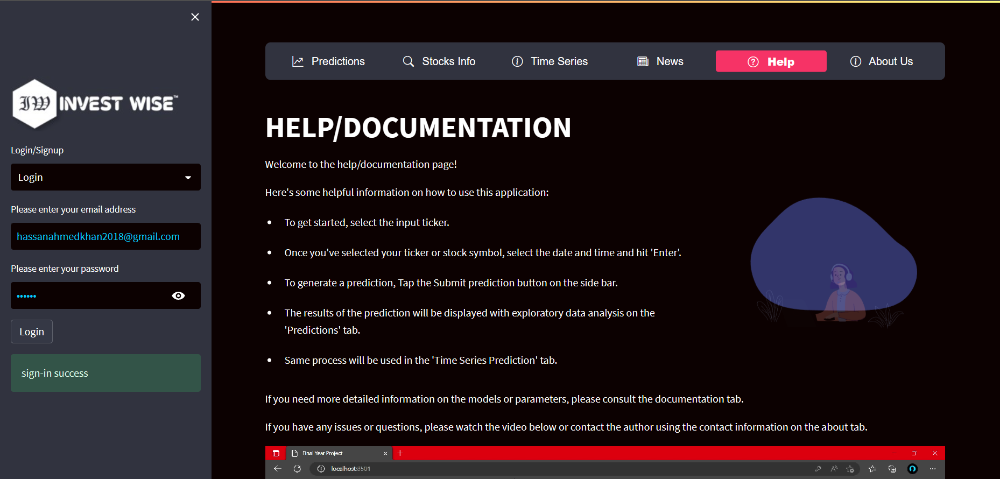 IW INVEST WISE™
Login/Signup
Login
Please enter your email address
hassanahmedkhan2018@gmail.com
Please enter your password
••••••
Login
sign-in success
Predictions Stocks Info Time Series News Help About Us
HELP/DOCUMENTATION
Welcome to the help/documentation page!
Here's some helpful information on how to use this application:
• To get started, select the input ticker.
• Once you've selected your ticker or stock symbol, select the date and time and hit 'Enter'.
• To generate a prediction, Tap the Submit prediction button on the side bar.
• The results of the prediction will be displayed with exploratory data analysis on the
'Predictions' tab.
• Same process will be used in the 'Time Series Prediction' tab.
If you need more detailed information on the models or parameters, please consult the documentation tab.
If you have any issues or questions, please watch the video below or contact the author using the contact information on the about tab.
Final Year Project
localhost:8501